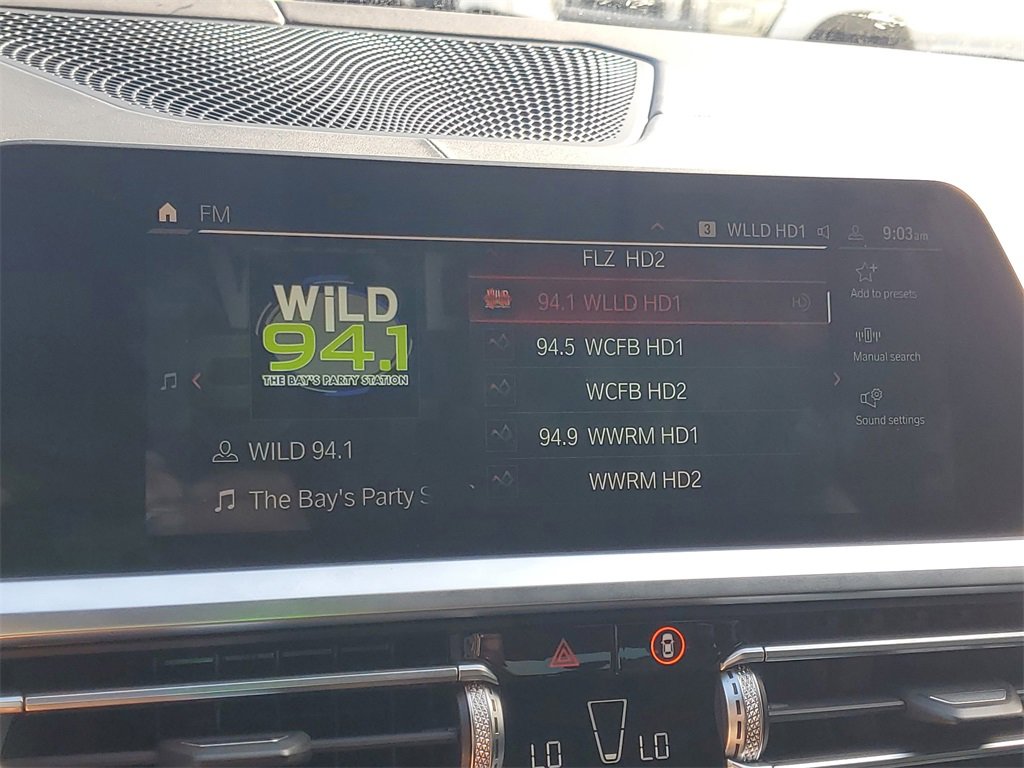 FM
3 WLLD HD1
9:03am
WiLD
94.1
THE BAY'S PARTY STATION
WILD 94.1
The Bay's Party S
FLZ HD2
94.1 WLLD HD1
94.5 WCFB HD1
WCFB HD2
94.9 WWRM HD1
WWRM HD2
Add to presets
Manual search
Sound settings
LO
LO